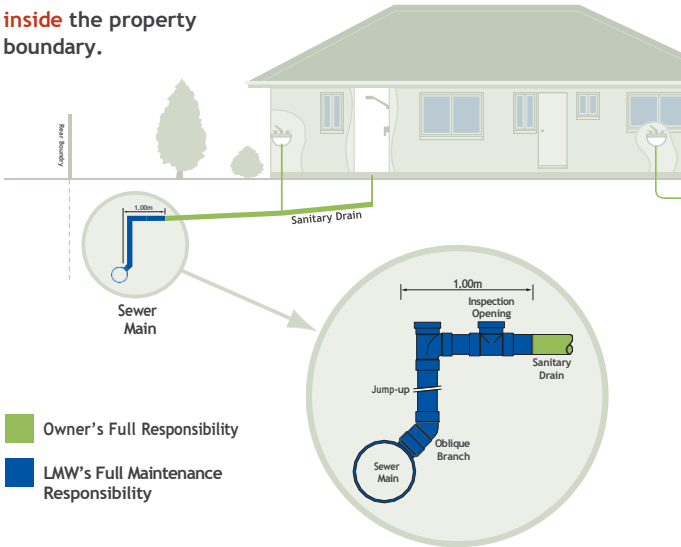 inside the property
boundary.
Rear Boundry
1.00m
Sanitary Drain
Sewer
Main
1.00m
Inspection
Opening
Sanitary
Drain
Jump-up
Oblique
Branch
Sewer
Main
Owner's Full Responsibility
LMW's Full Maintenance
Responsibility